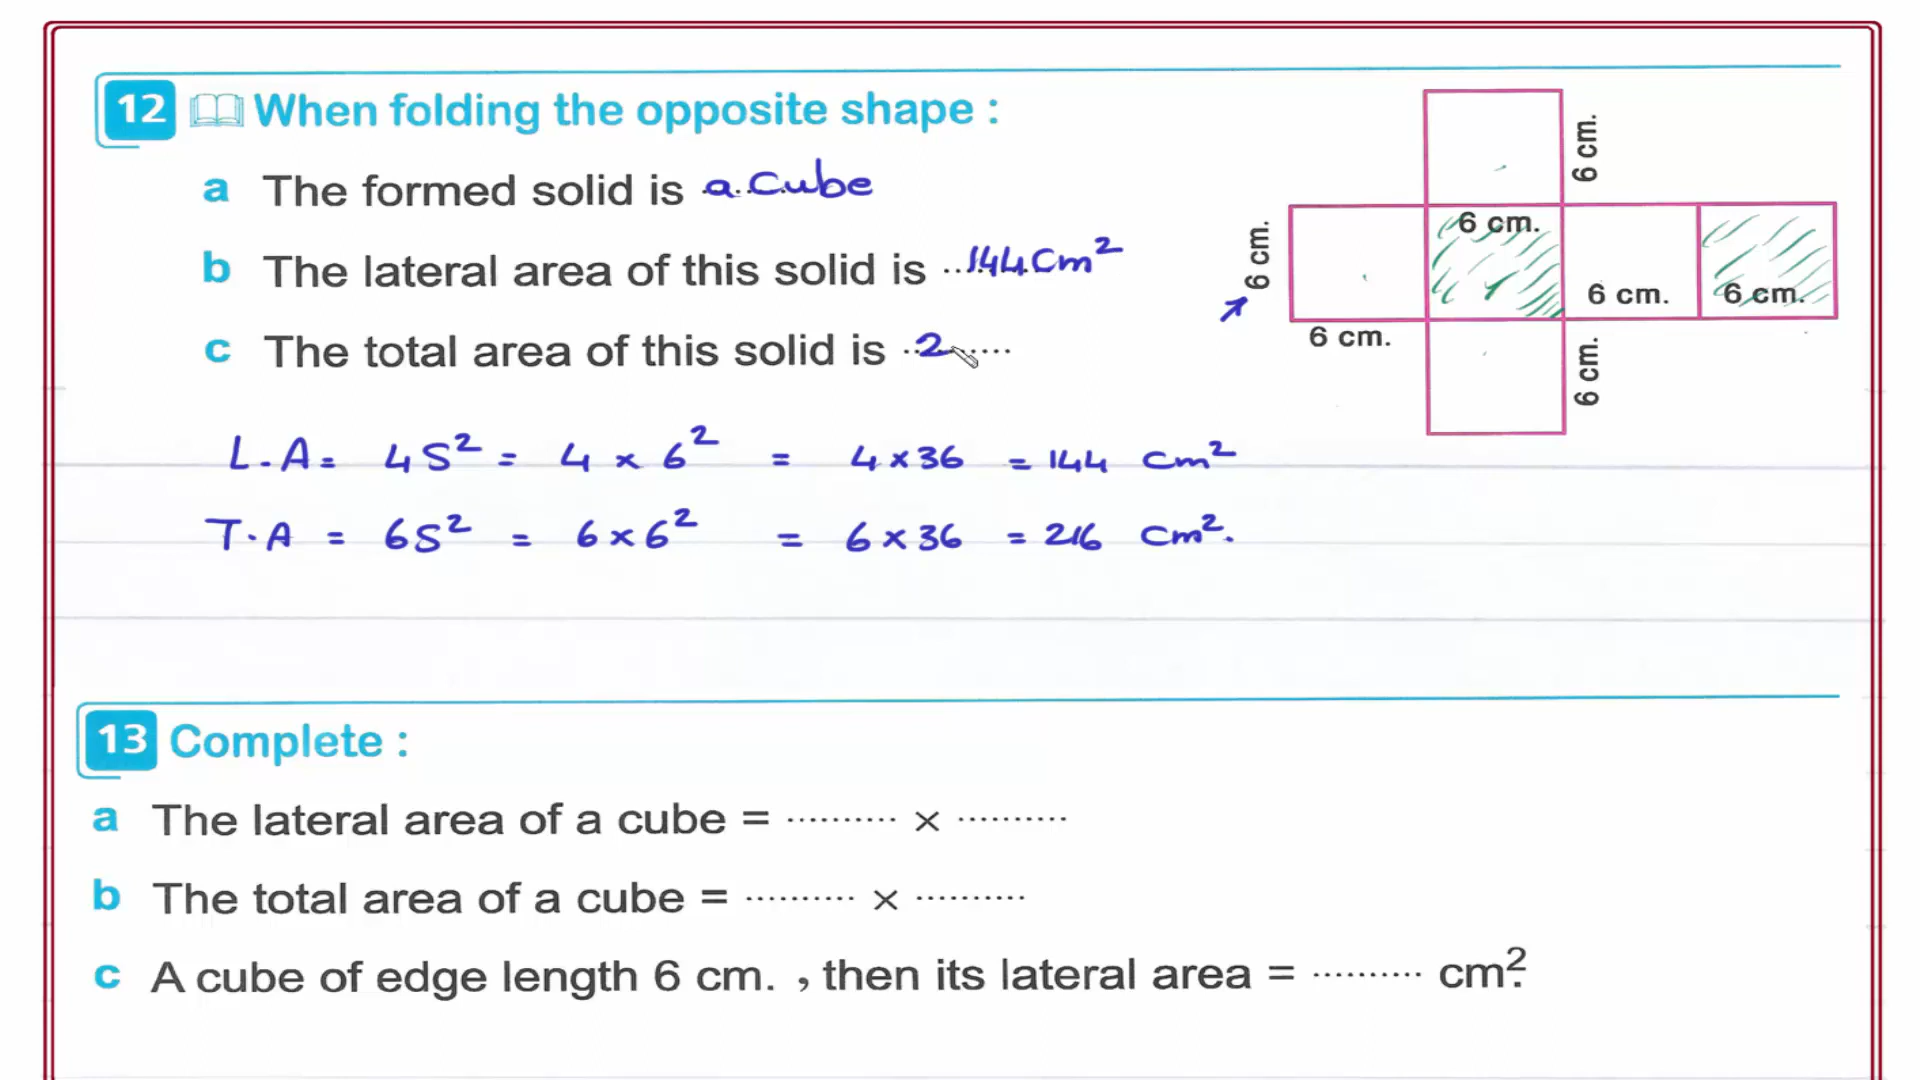 12 When folding the opposite shape :
a The formed solid is a Cube
b The lateral area of this solid is 144 Cm²
c The total area of this solid is 2
6 cm.
6 cm.
6 cm.
6 cm.
6 cm.
6 cm.
6 cm.
L.A = 4S² = 4 × 6² = 4 × 36 = 144 Cm²
T.A = 6S² = 6 × 6² = 6 × 36 = 216 Cm².
13 Complete :
a The lateral area of a cube = .......... × ..........
b The total area of a cube = .......... × ..........
c A cube of edge length 6 cm. , then its lateral area = .......... cm².